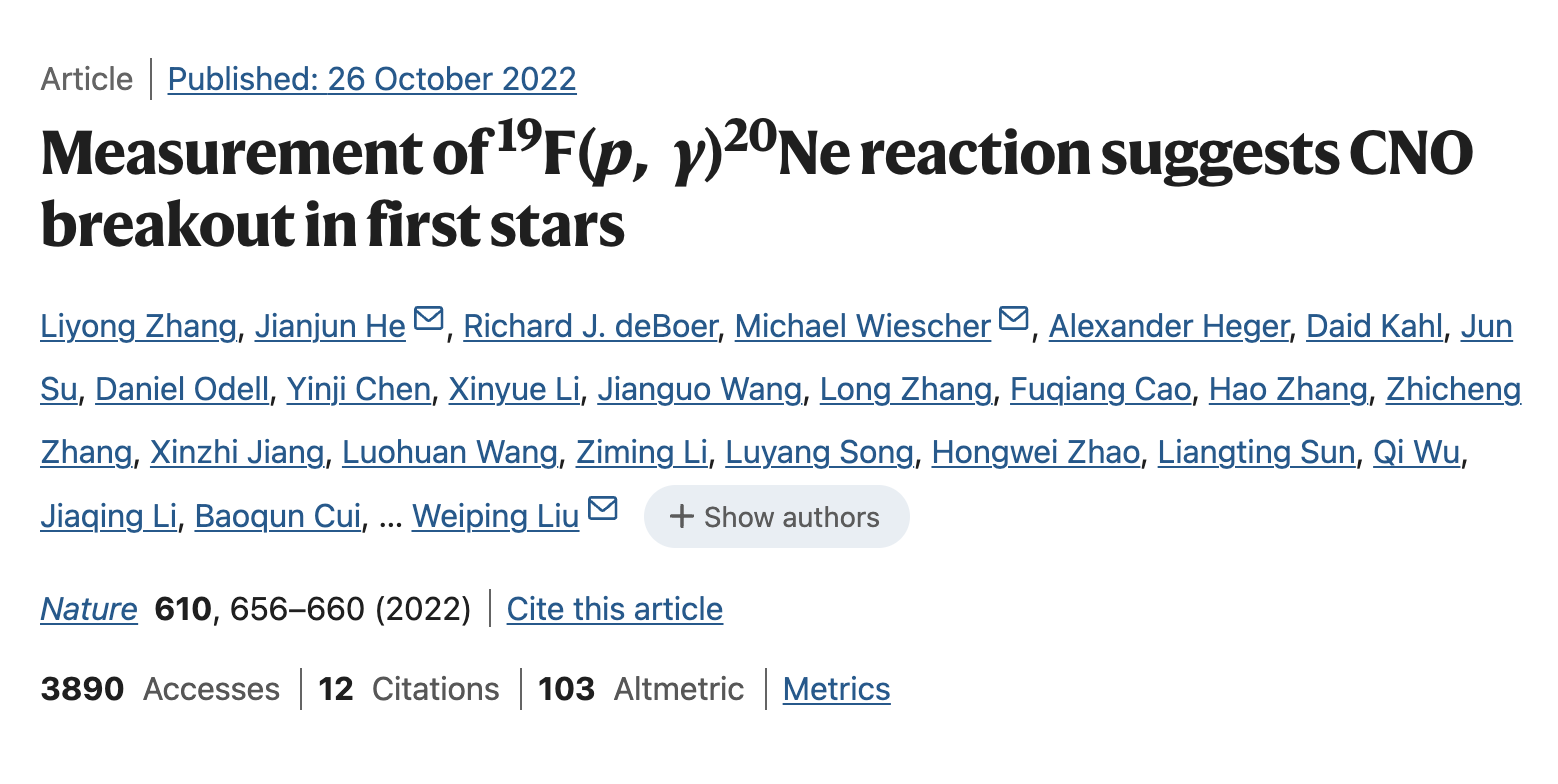 Article | Published: 26 October 2022
Measurement of ¹⁹F(p, γ)²⁰Ne reaction suggests CNO
breakout in first stars
Liyong Zhang, Jianjun He, Richard J. deBoer, Michael Wiescher, Alexander Heger, Daid Kahl, Jun
Su, Daniel Odell, Yinji Chen, Xinyue Li, Jianguo Wang, Long Zhang, Fuqiang Cao, Hao Zhang, Zhicheng
Zhang, Xinzhi Jiang, Luohuan Wang, Ziming Li, Luyang Song, Hongwei Zhao, Liangting Sun, Qi Wu,
Jiaqing Li, Baoqun Cui, ... Weiping Liu + Show authors
Nature 610, 656–660 (2022) | Cite this article
3890 Accesses | 12 Citations | 103 Altmetric | Metrics